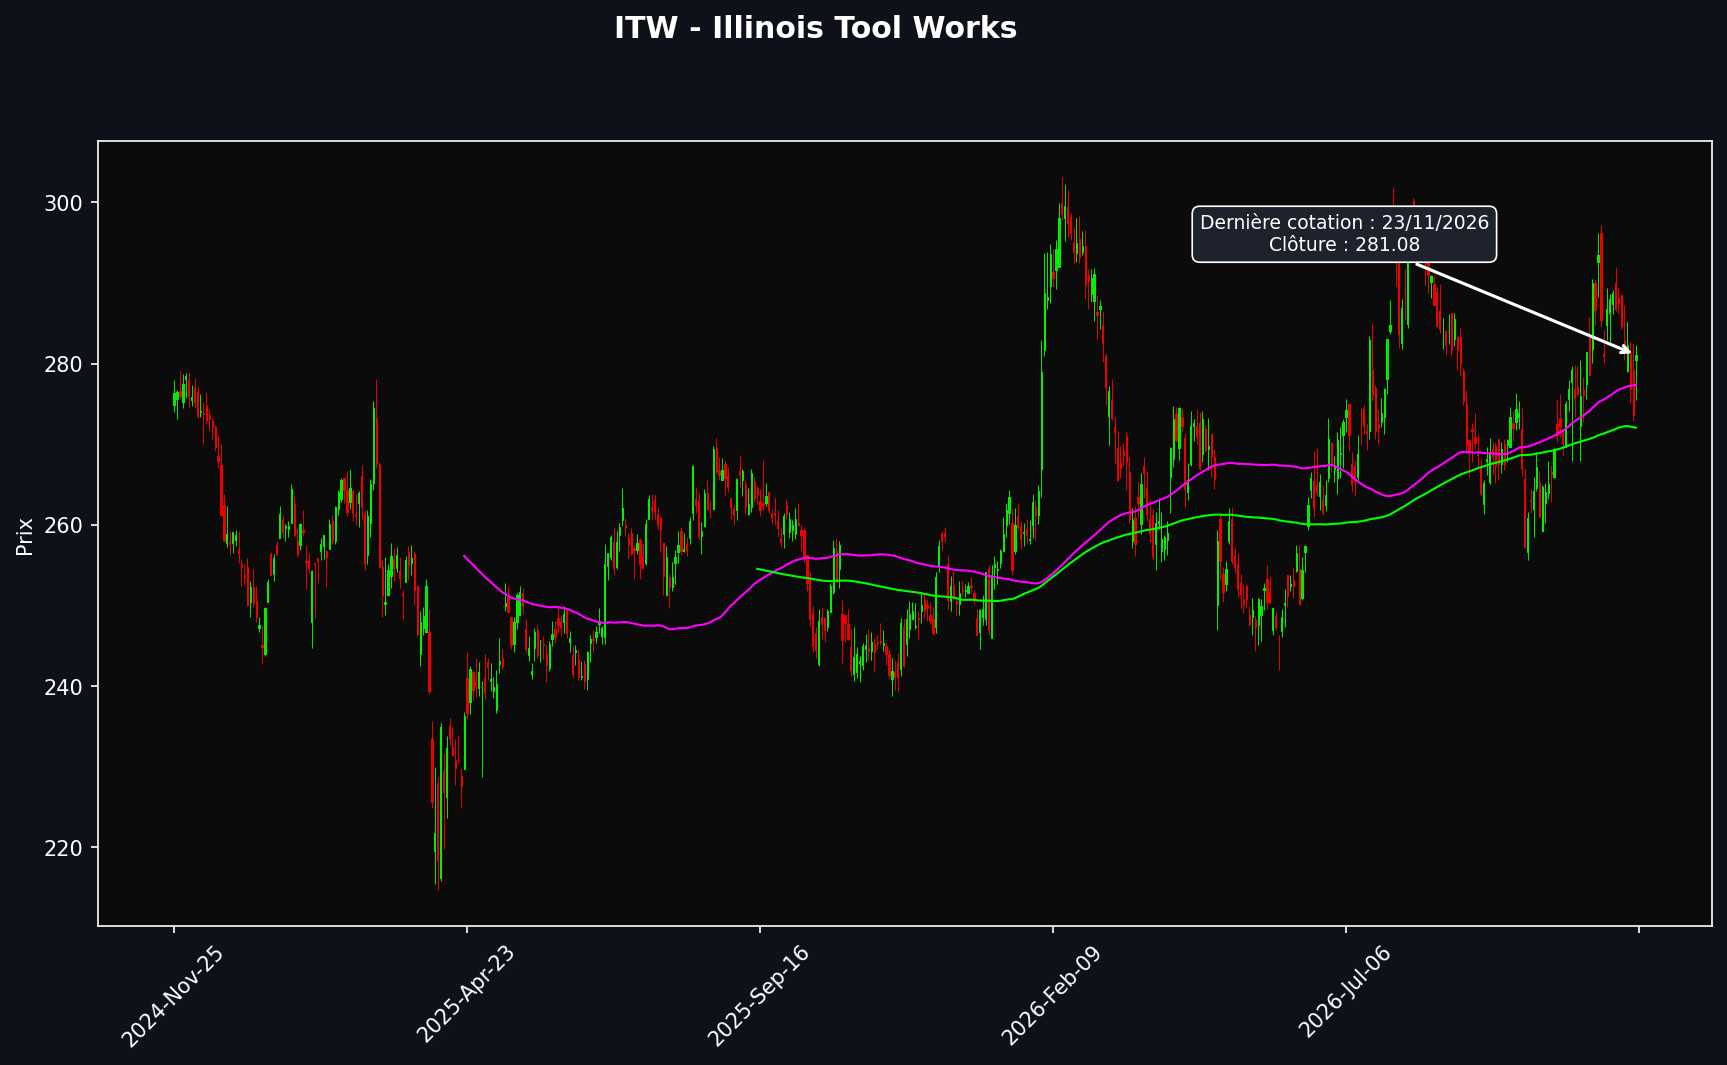 ITW - Illinois Tool Works
Dernière cotation : 23/11/2026
Clôture : 281.08
Prix
300
280
260
240
220
2024-Nov-25
2025-Apr-23
2025-Sep-16
2026-Feb-09
2026-Jul-06